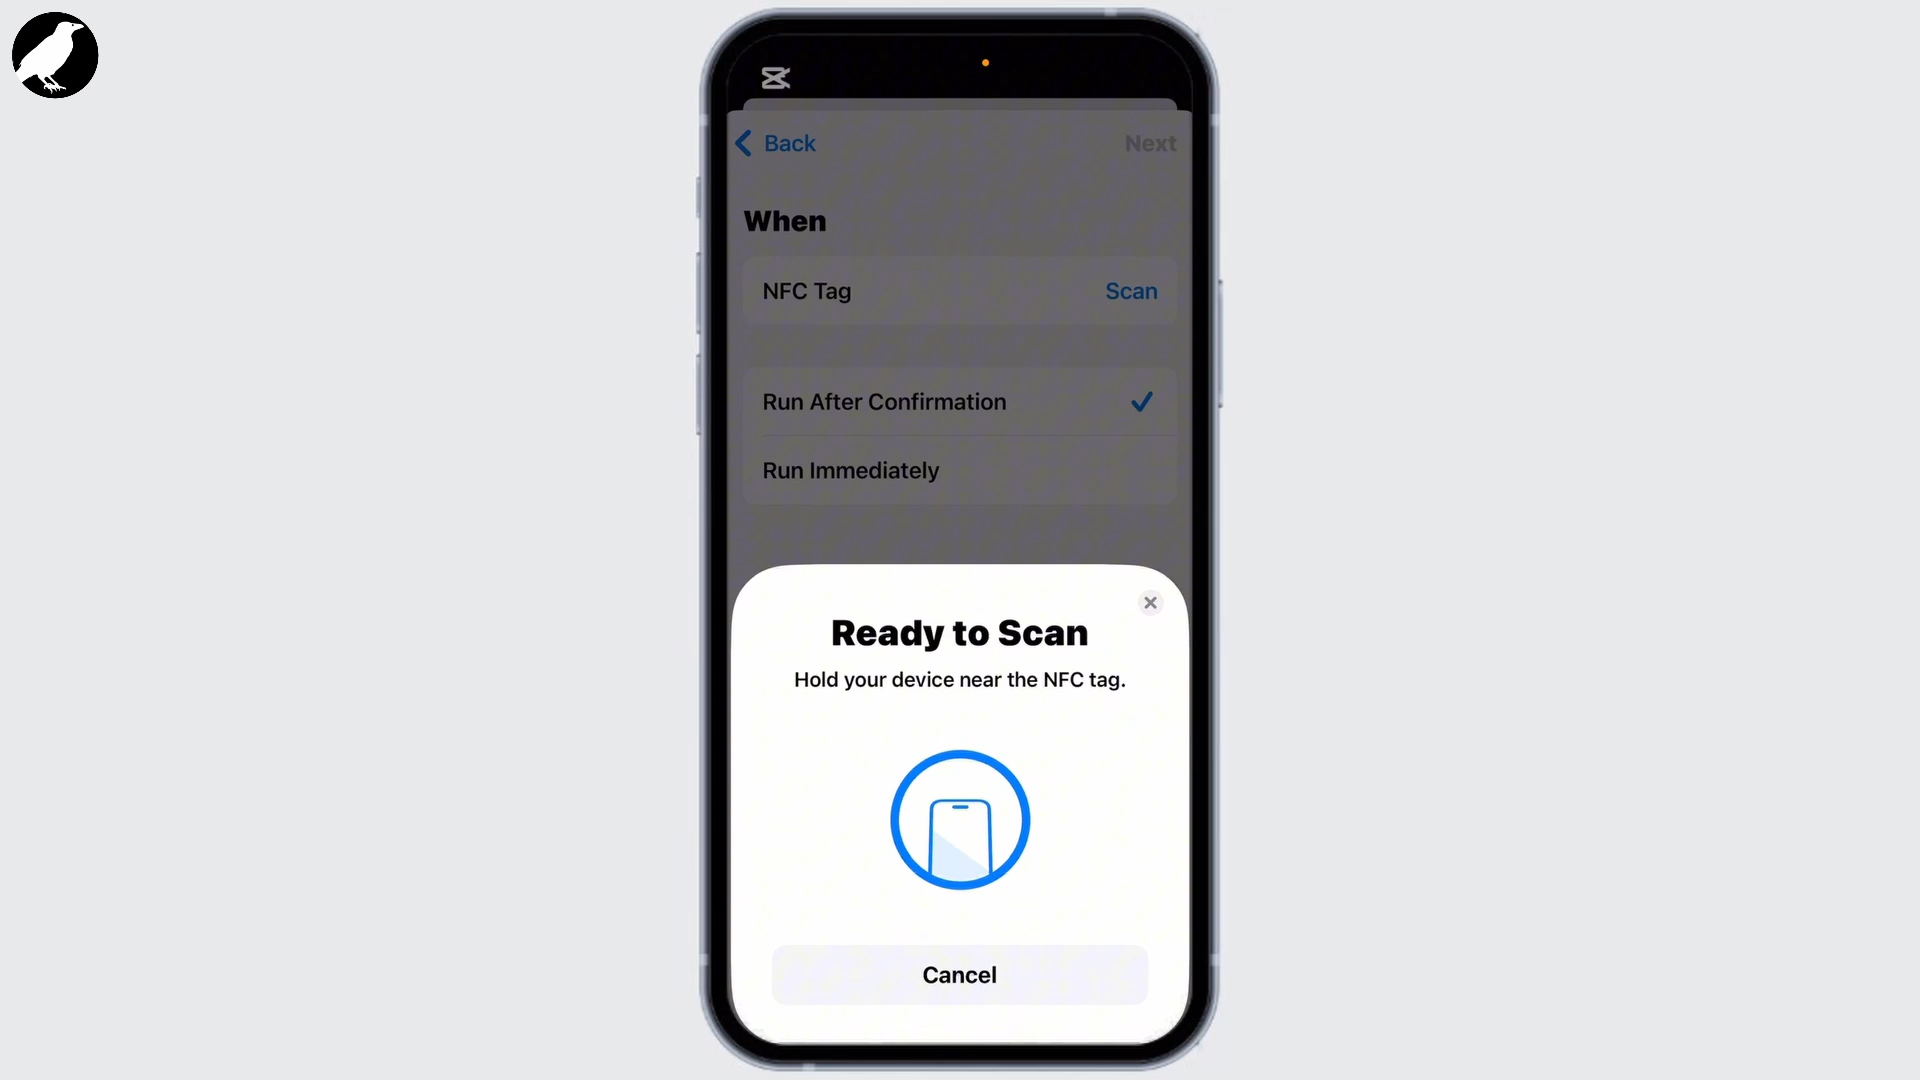 Back
Next
When
NFC Tag
Scan
Run After Confirmation
Run Immediately
Ready to Scan
Hold your device near the NFC tag.
Cancel